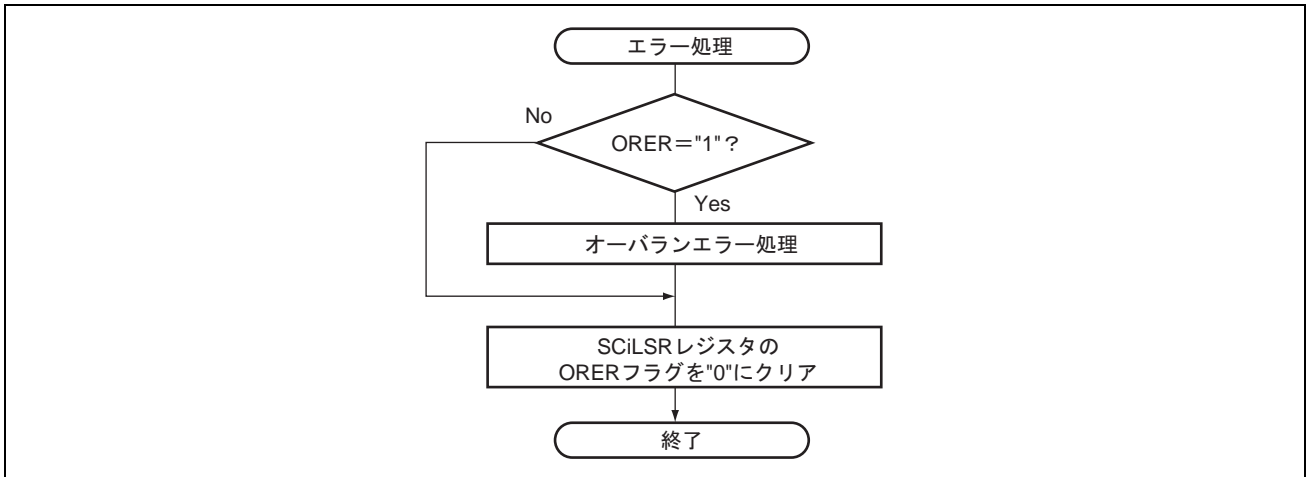 エラー処理
No
ORER＝"1"？
Yes
オーバランエラー処理
SCiLSRレジスタの
ORERフラグを"0"にクリア
終了